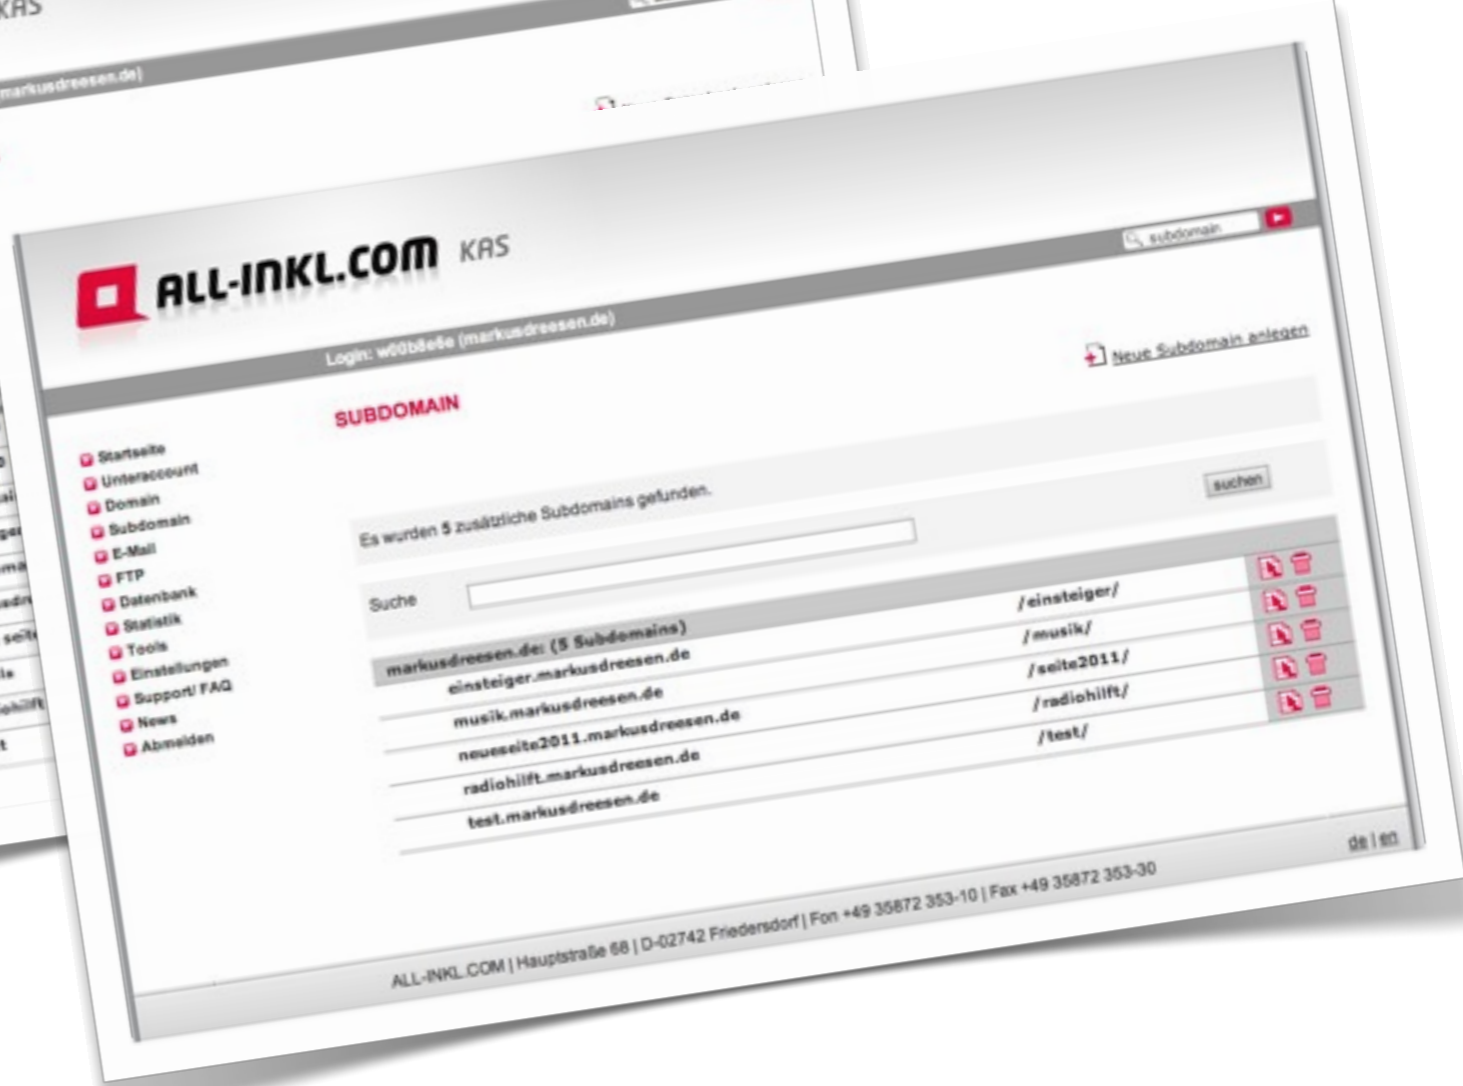 KAS
markusdreesen.de)
ALL-INKL.COM KAS
subdomain
Login: w00b8e6e (markusdreesen.de)
Neue Subdomain anlegen
SUBDOMAIN
Startseite
Unteraccount
Domain
Subdomain
E-Mail
FTP
Datenbank
Statistik
Tools
Einstellungen
Support/ FAQ
News
Abmelden
Es wurden 5 zusätzliche Subdomains gefunden.
Suche
suchen
markusdreesen.de: (5 Subdomains)
einsteiger.markusdreesen.de /einsteiger/
musik.markusdreesen.de /musik/
neueseite2011.markusdreesen.de /seite2011/
radiohilft.markusdreesen.de /radiohilft/
test.markusdreesen.de /test/
de | en
ALL-INKL.COM | Hauptstraße 68 | D-02742 Friedersdorf | Fon +49 35872 353-10 | Fax +49 35872 353-30